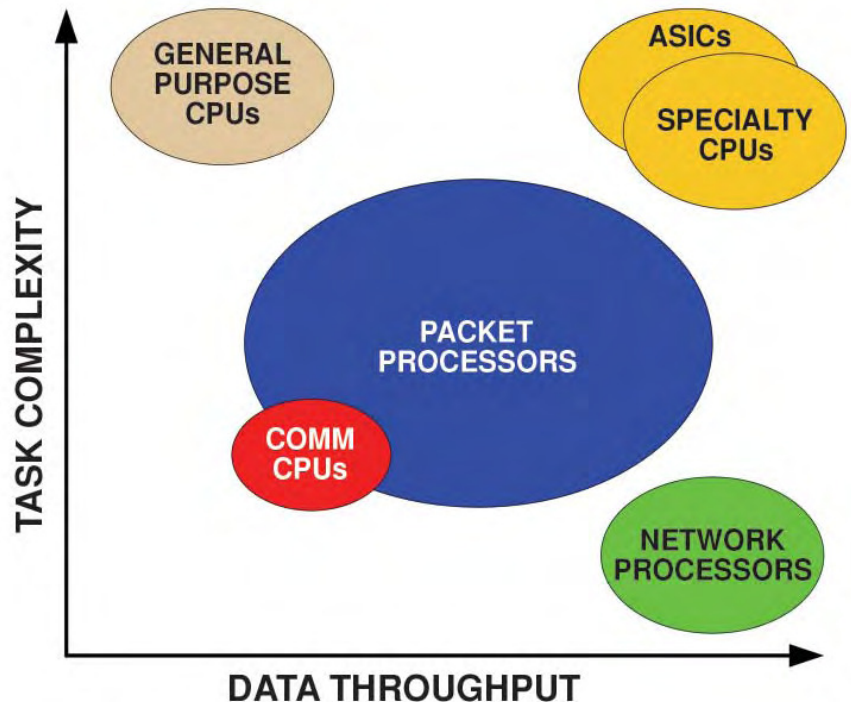 GENERAL
PURPOSE
CPUs
ASICs
SPECIALTY
CPUs
PACKET
PROCESSORS
COMM
CPUs
NETWORK
PROCESSORS
TASK COMPLEXITY
DATA THROUGHPUT